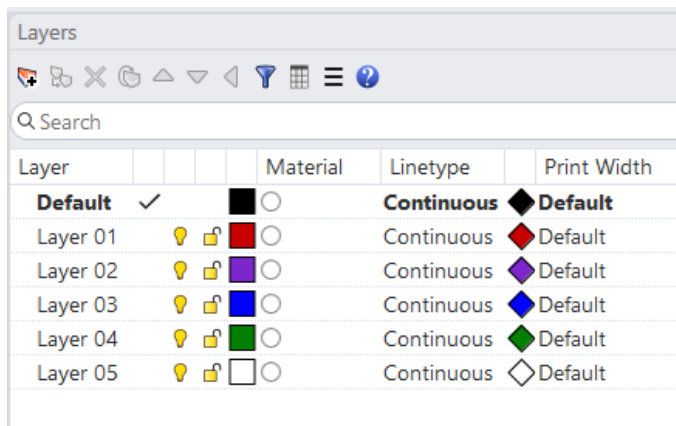 Layers
?
Search
Layer Material Linetype Print Width
Default Continuous Default
Layer 01 Continuous Default
Layer 02 Continuous Default
Layer 03 Continuous Default
Layer 04 Continuous Default
Layer 05 Continuous Default